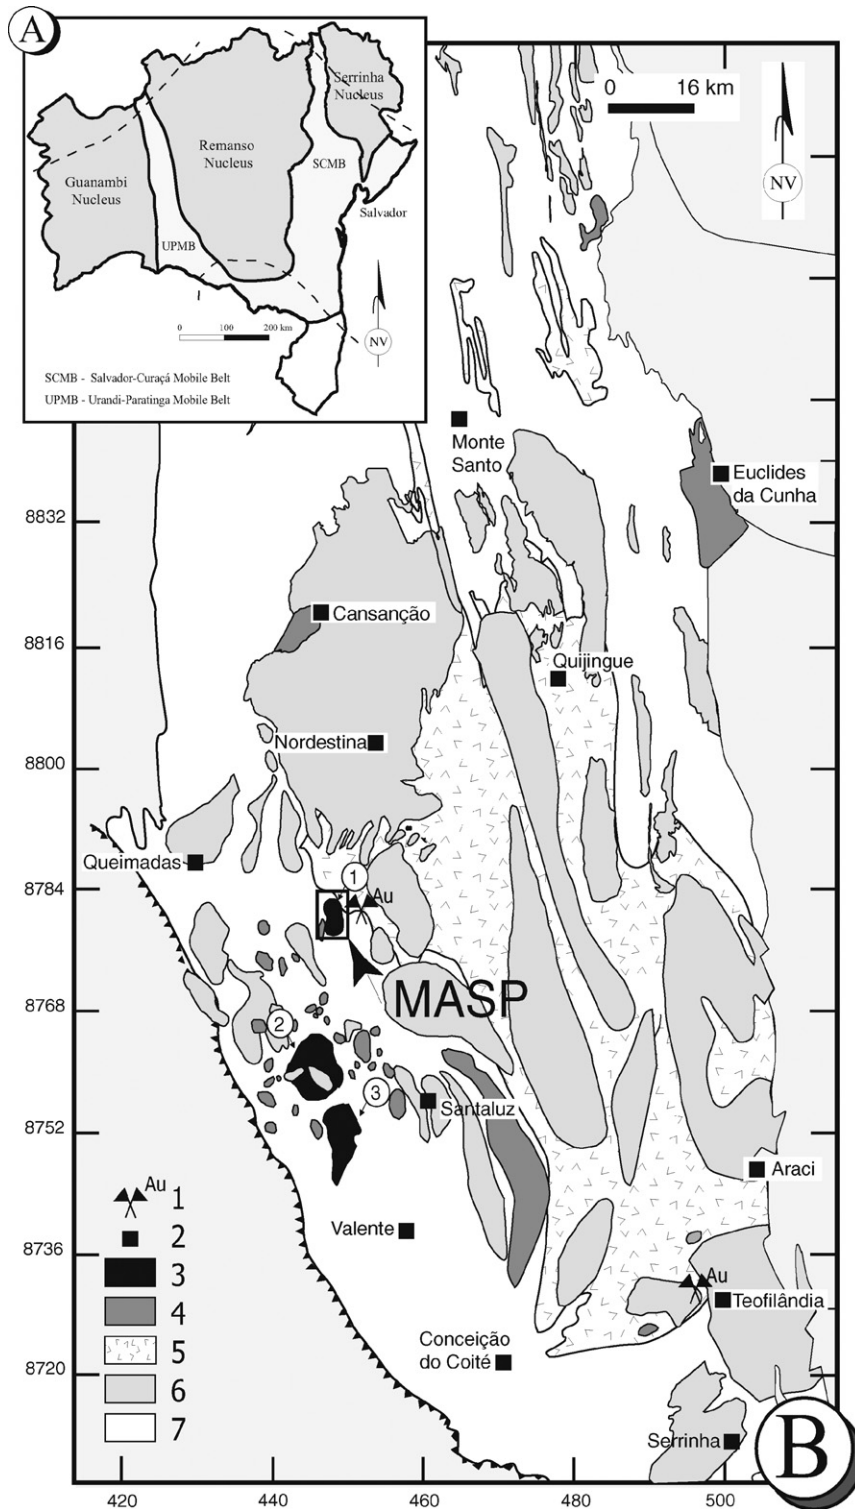 A
Serrinha
Nucleus
Remanso
Nucleus
SCMB
Guanambi
Nucleus
Salvador
UPMB
0 100 200 km
NV
SCMB - Salvador-Curaçá Mobile Belt
UPMB - Urandi-Paratinga Mobile Belt
0 16 km
NV
Monte
Santo
Euclides
da Cunha
8832
Cansanção
8816
Quijingue
Nordestina
8800
Queimadas
8784
1
Au
MASP
8768
2
3
Santaluz
8752
Araci
Au 1
2
Valente
8736
3
Au
4
Teofilândia
5
Conceição
do Coité
8720
6
7
Serrinha
B
420 440 460 480 500